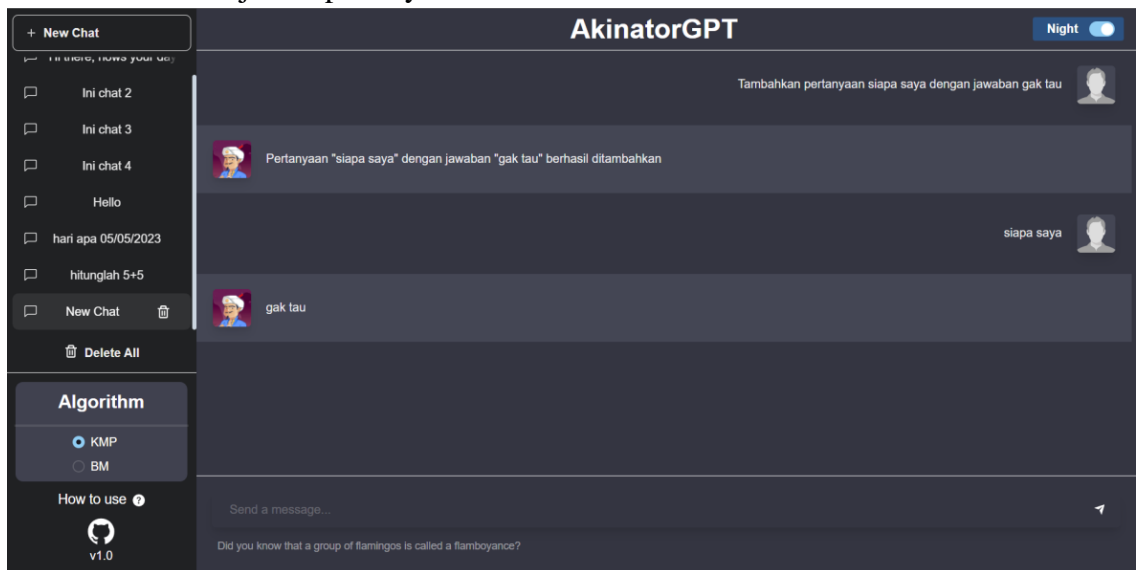 + New Chat
AkinatorGPT
Night
Ini chat 2
Ini chat 3
Ini chat 4
Hello
hari apa 05/05/2023
hitunglah 5+5
New Chat
Delete All
Algorithm
KMP
BM
How to use ?
v1.0
Tambahkan pertanyaan siapa saya dengan jawaban gak tau
Pertanyaan "siapa saya" dengan jawaban "gak tau" berhasil ditambahkan
siapa saya
gak tau
Send a message...
Did you know that a group of flamingos is called a flamboyance?